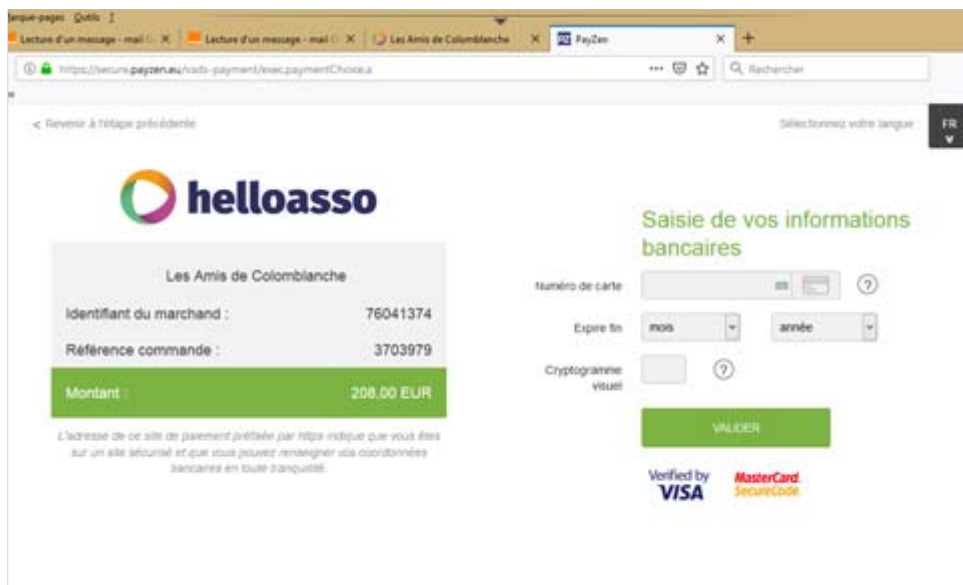 arque-pages Outils ?
Lecture d'un message - mail
Lecture d'un message - mail
Les Amis de Colomblanche
PZ PayZen
https://secure.payzen.eu/vads-payment/exec.paymentChoice.a
Rechercher
< Revenir à l'étape précédente
Sélectionnez votre langue
FR
helloasso
Saisie de vos informations
bancaires
Les Amis de Colomblanche
Identifiant du marchand : 76041374
Référence commande : 3703979
Montant : 208,00 EUR
Numéro de carte
?
Expire fin mois année
Cryptogramme
visuel
?
L'adresse de ce site de paiement préfixée par https indique que vous êtes
sur un site sécurisé et que vous pouvez renseigner vos coordonnées
bancaires en toute tranquillité.
VALIDER
Verified by
VISA
MasterCard.
SecureCode.